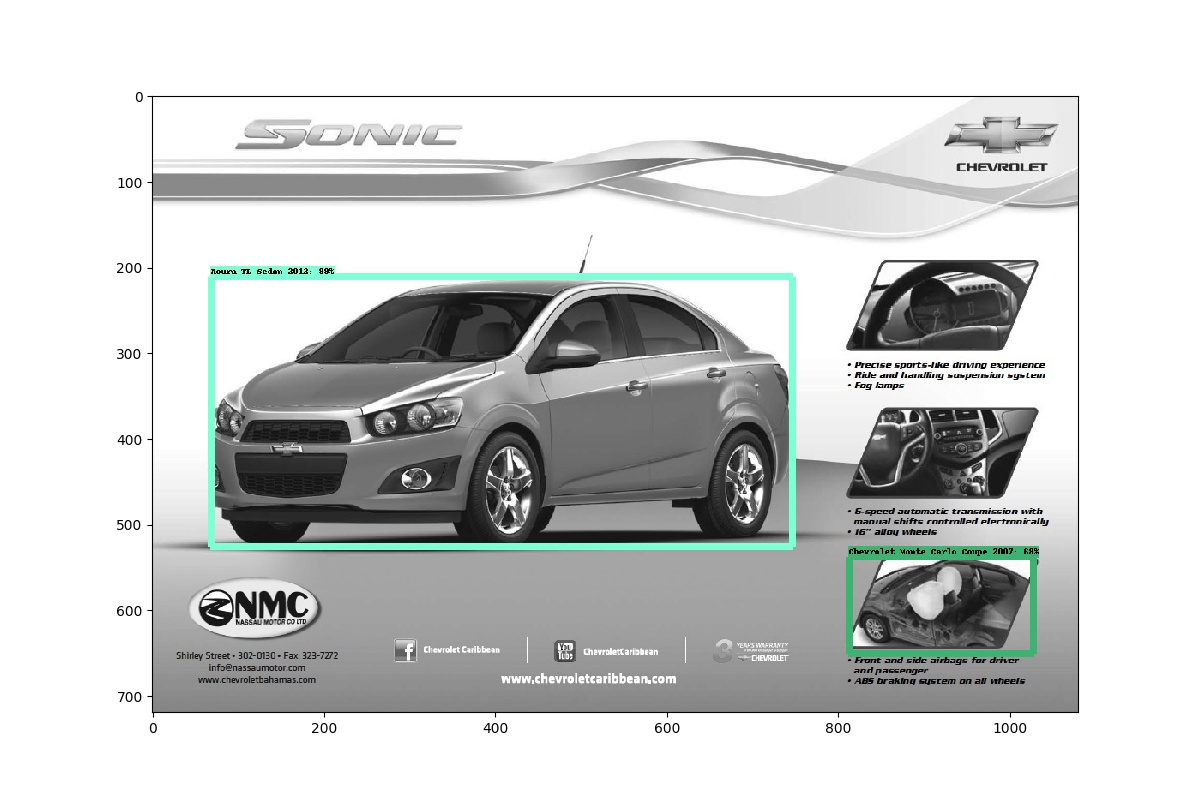 0
100
200
300
400
500
600
700
0
200
400
600
800
1000
SONIC
CHEVROLET
Acura TL Sedan 2012: 89%
• Precise sports-like driving experience
• Ride and handling suspension system
• Fog lamps
• 6-speed automatic transmission with
manual shifts controlled electronically
• 16" alloy wheels
Chevrolet Monte Carlo Coupe 2007: 68%
• Front and side airbags for driver
and passenger
• ABS braking system on all wheels
NMC
NASSAU MOTOR CO LTD
Shirley Street • 302-0130 • Fax 323-7272
info@nassaumotor.com
www.chevroletbahamas.com
f
Chevrolet Caribbean
You
Tube
ChevroletCaribbean
3
YEARS WARRANTY
CHEVROLET
www.chevroletcaribbean.com